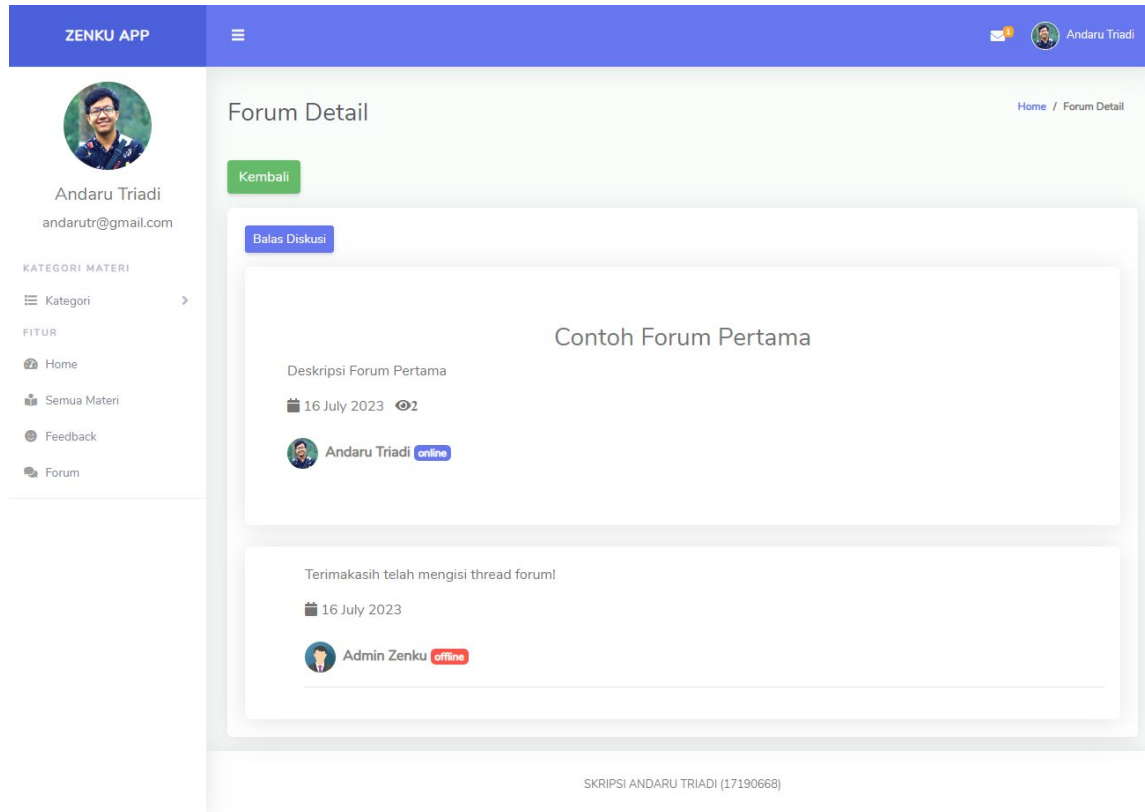 ZENKU APP
1
Andaru Triadi
Andaru Triadi
andarutr@gmail.com
KATEGORI MATERI
Kategori
FITUR
Home
Semua Materi
Feedback
Forum
Forum Detail
Home / Forum Detail
Kembali
Balas Diskusi
Contoh Forum Pertama
Deskripsi Forum Pertama
16 July 2023 2
Andaru Triadi online
Terimakasih telah mengisi thread forum!
16 July 2023
Admin Zenku offline
SKRIPSI ANDARU TRIADI (17190668)